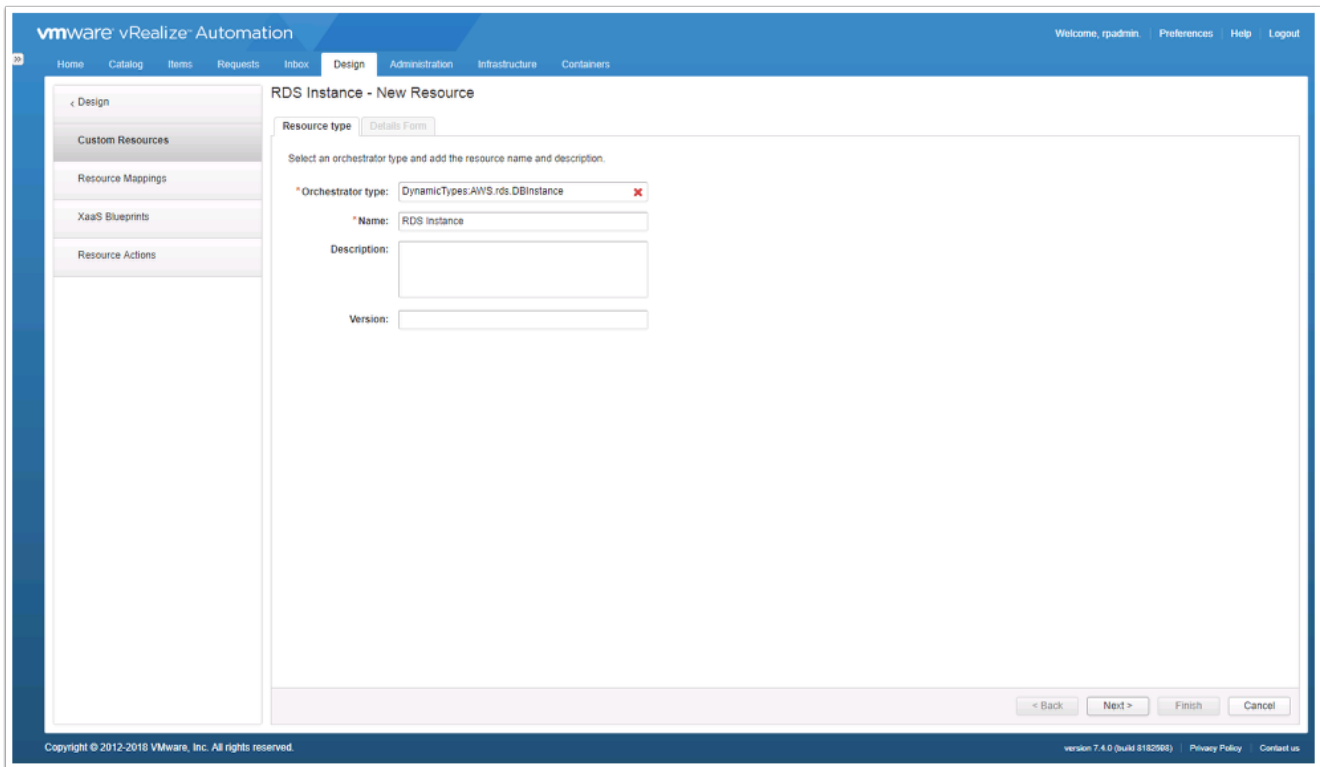 vmware vRealize Automation
Welcome, rpadmin. Preferences Help Logout
Home Catalog Items Requests Inbox Design Administration Infrastructure Containers
< Design
Custom Resources
Resource Mappings
XaaS Blueprints
Resource Actions
RDS Instance - New Resource
Resource type Details Form
Select an orchestrator type and add the resource name and description.
*Orchestrator type: DynamicTypes:AWS.rds.DBInstance
*Name: RDS Instance
Description:
Version:
< Back Next > Finish Cancel
Copyright © 2012-2018 VMware, Inc. All rights reserved.
version 7.4.0 (build 8182598) Privacy Policy Contact us